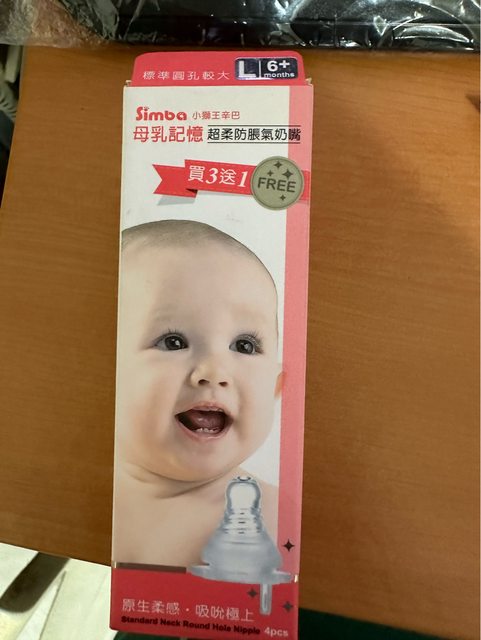 標準圓孔較大 L 6+ months
Simba 小獅王辛巴
母乳記憶 超柔防脹氣奶嘴
買3送1 FREE
原生柔感・吸吮極上
Standard Neck Round Hole Nipple 4pcs